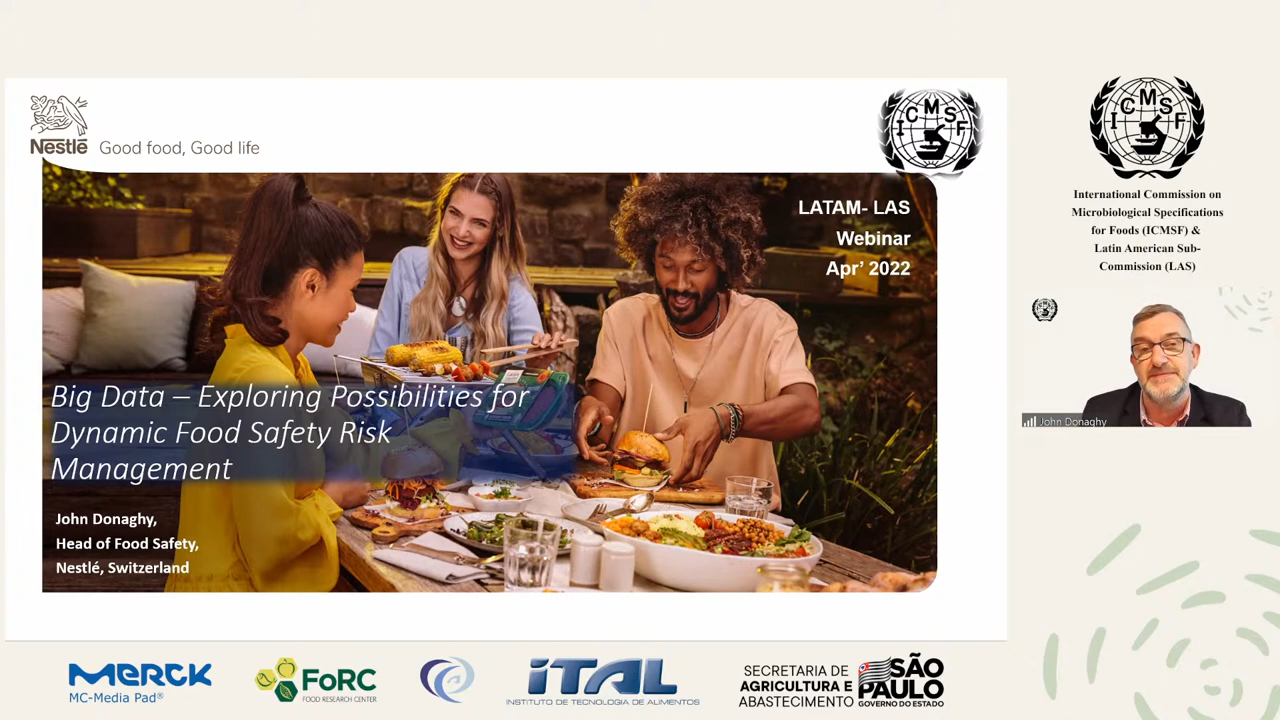 Nestlé Good food, Good life
ICMSF
LATAM- LAS
Webinar
Apr’ 2022
Big Data – Exploring Possibilities for
Dynamic Food Safety Risk
Management
John Donaghy,
Head of Food Safety,
Nestlé, Switzerland
ICMSF
International Commission on
Microbiological Specifications
for Foods (ICMSF) &
Latin American Sub-
Commission (LAS)
John Donaghy
MERCK
MC-Media Pad®
FoRC
FOOD RESEARCH CENTER
iTAL
INSTITUTO DE TECNOLOGIA DE ALIMENTOS
SECRETARIA DE
AGRICULTURA E
ABASTECIMENTO
SÃO
PAULO
GOVERNO DO ESTADO